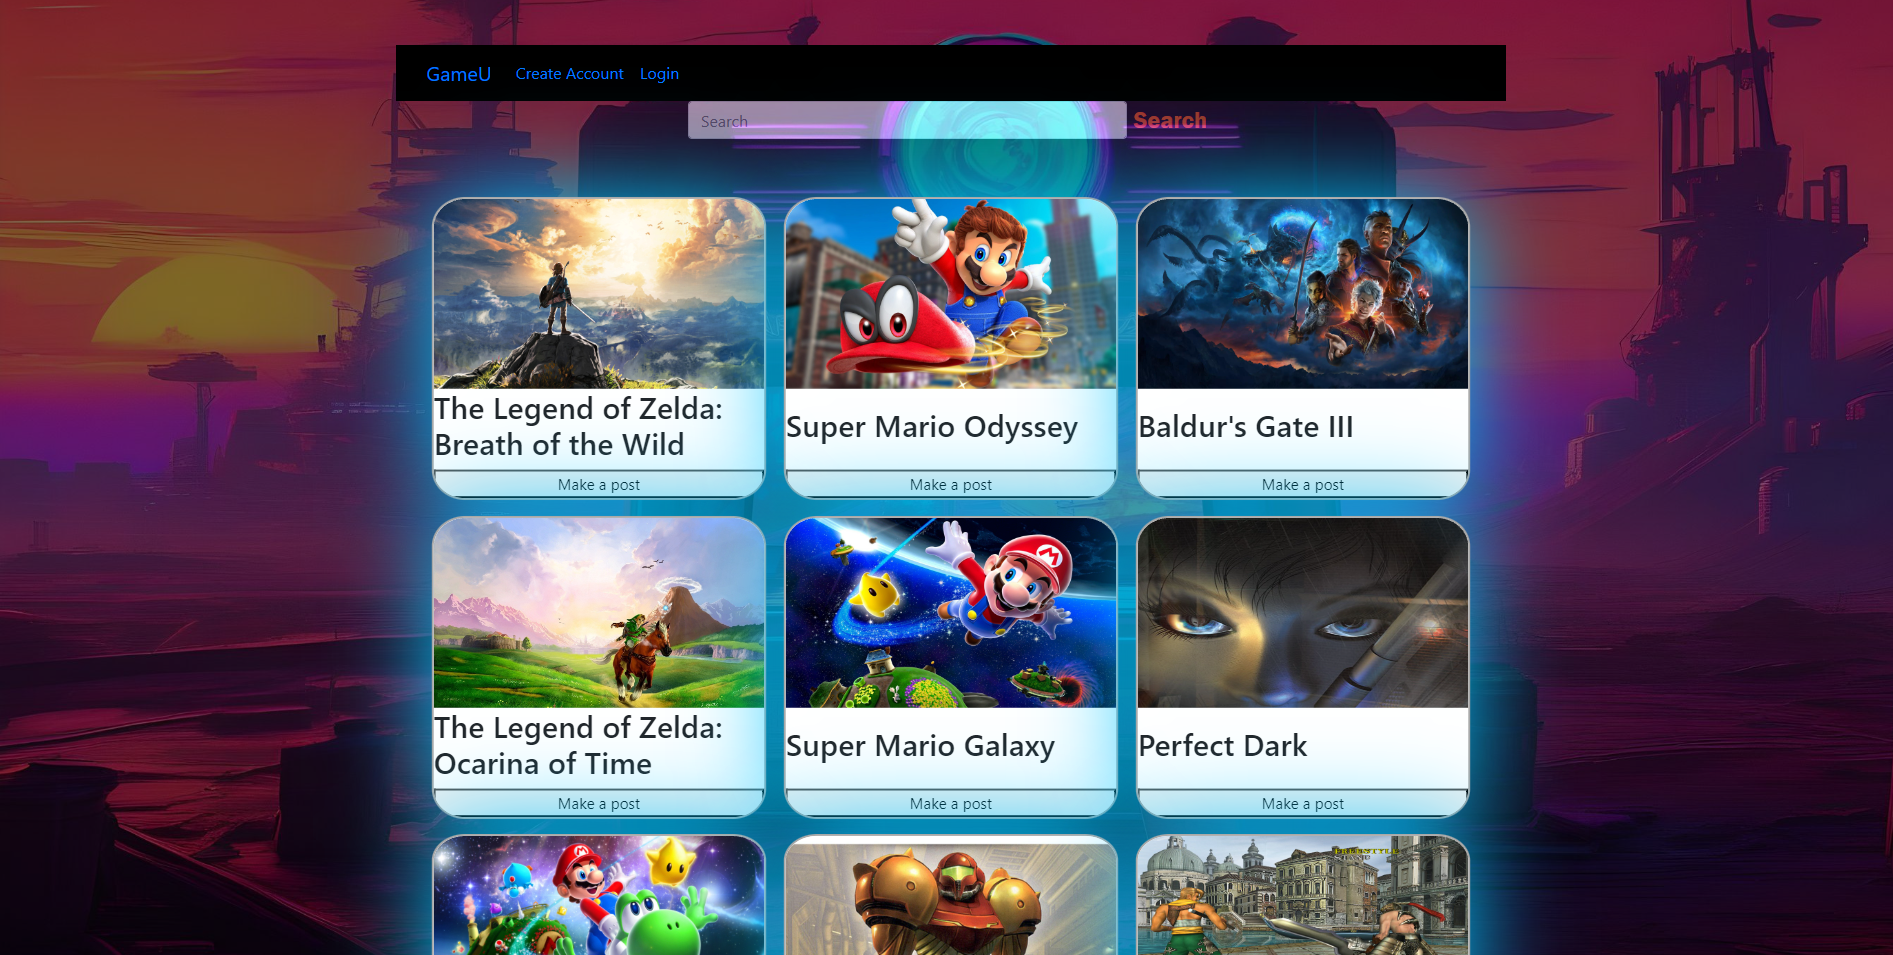 GameU Create Account Login
Search Search
The Legend of Zelda:
Breath of the Wild
Super Mario Odyssey
Baldur's Gate III
Make a post
Make a post
Make a post
The Legend of Zelda:
Ocarina of Time
Super Mario Galaxy
Perfect Dark
Make a post
Make a post
Make a post